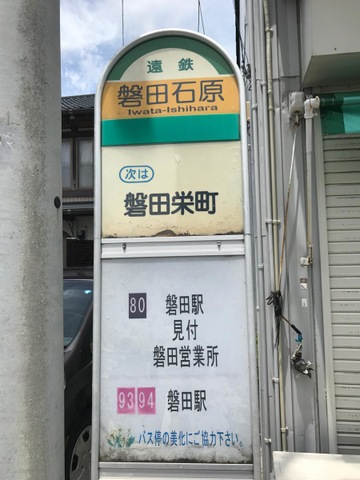 遠鉄
磐田石原
Iwata-Ishihara
次は
磐田栄町
80 磐田駅
見付
磐田営業所
93 94 磐田駅
バス停の美化にご協力下さい。